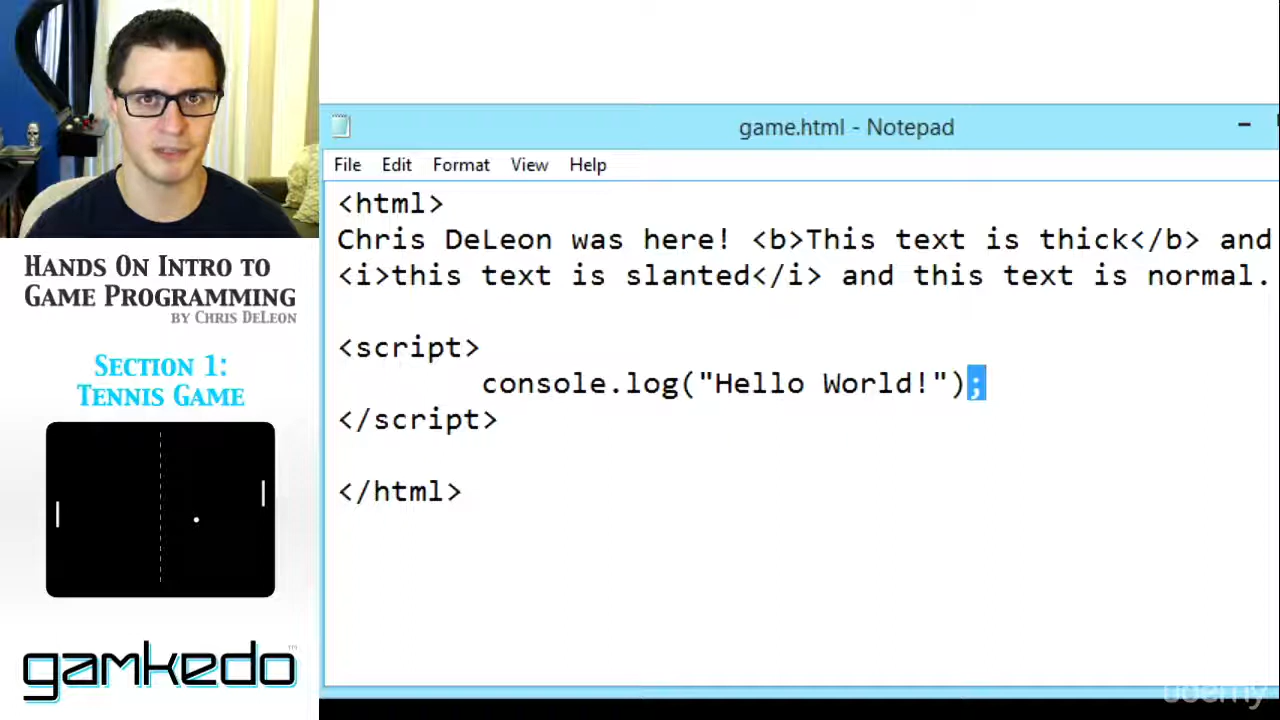 HANDS ON INTRO TO
GAME PROGRAMMING
BY CHRIS DELEON
SECTION 1:
TENNIS GAME
gamkedo™
game.html - Notepad
File Edit Format View Help
<html>
Chris DeLeon was here! <b>This text is thick</b> and
<i>this text is slanted</i> and this text is normal.
<script>
console.log("Hello World!");
</script>
</html>
udemy